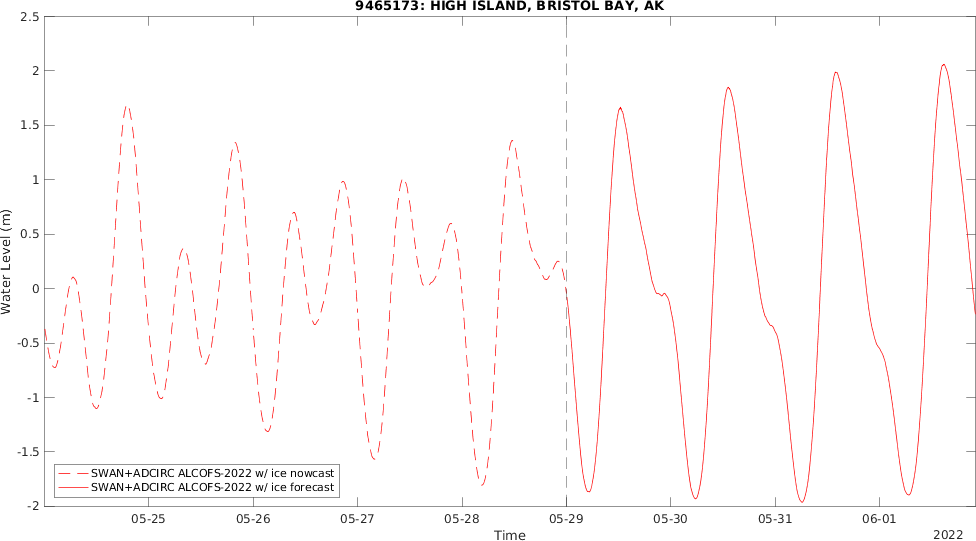 9465173: HIGH ISLAND, BRISTOL BAY, AK
2.5
2
1.5
1
0.5
0
-0.5
-1
-1.5
-2
Water Level (m)
SWAN+ADCIRC ALCOFS-2022 w/ ice nowcast
SWAN+ADCIRC ALCOFS-2022 w/ ice forecast
05-25 05-26 05-27 05-28 05-29 05-30 05-31 06-01
Time
2022